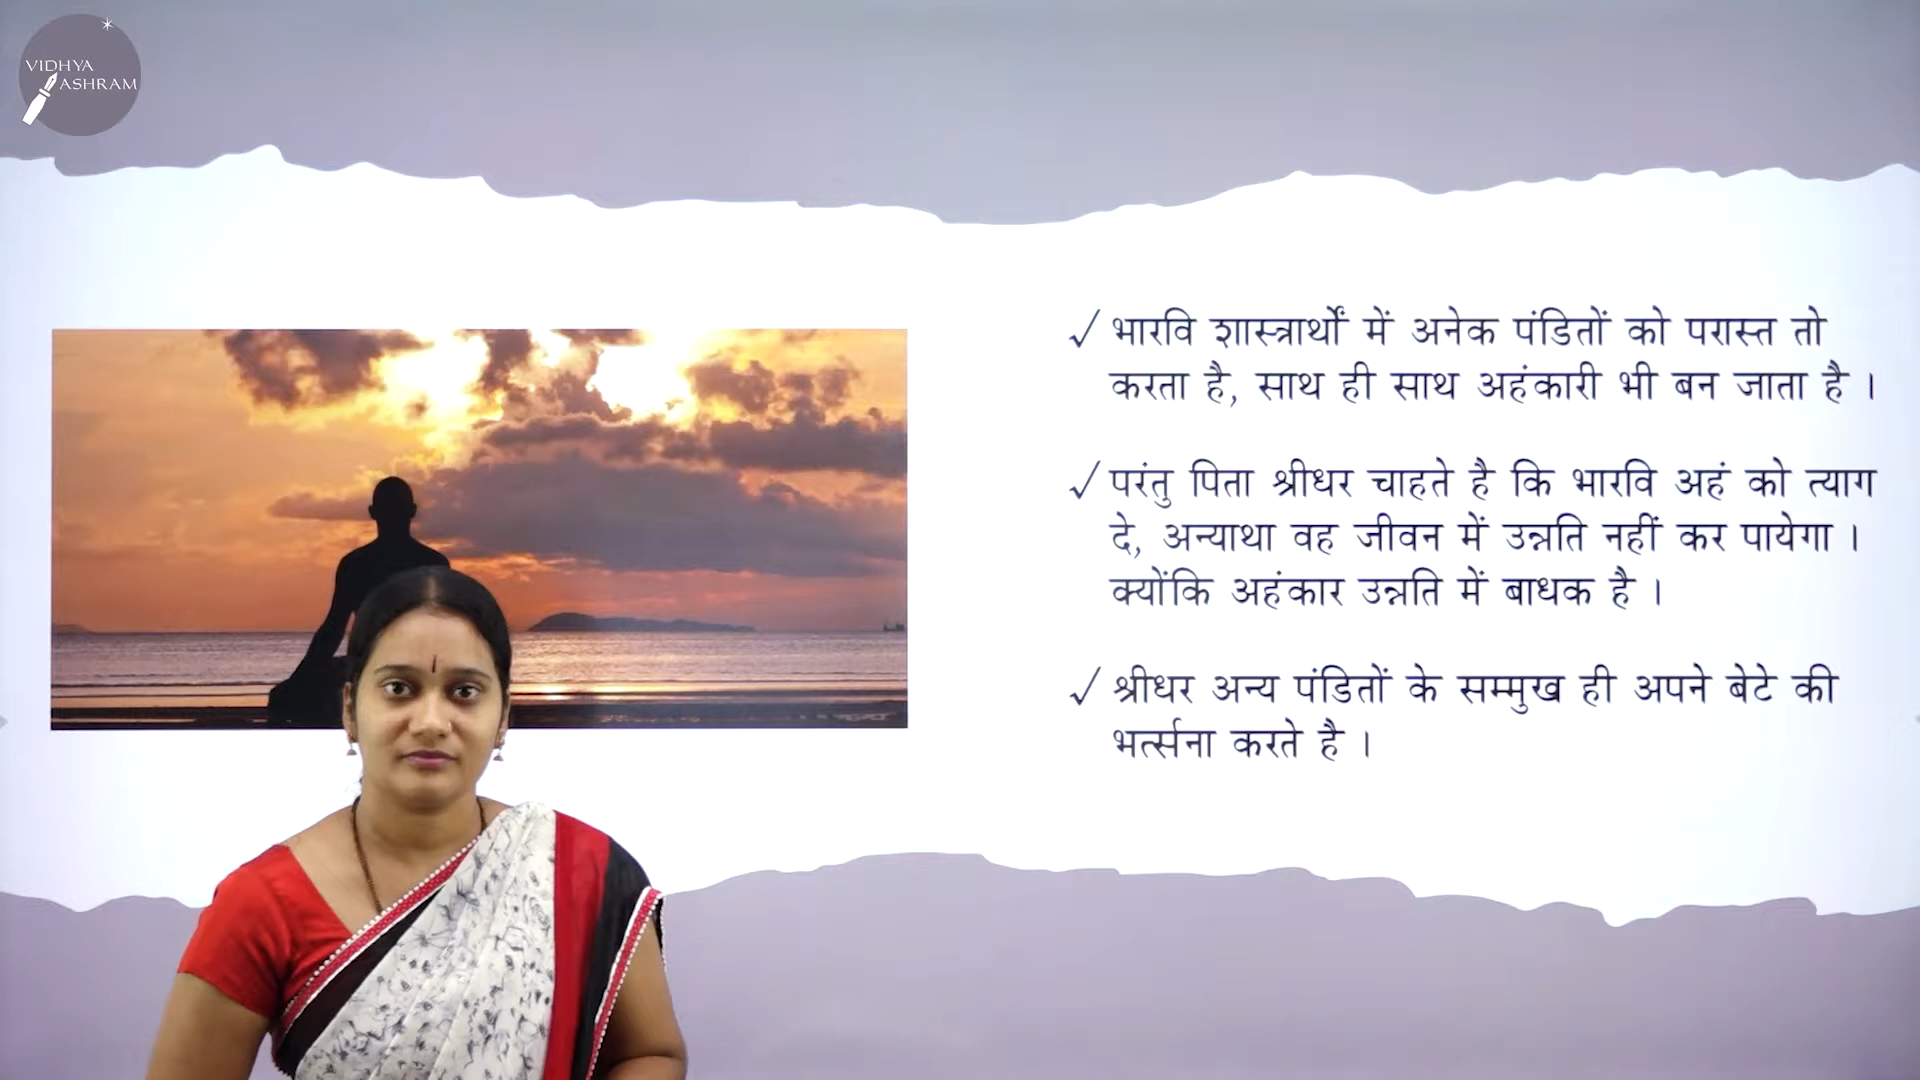 VIDHYA
ASHRAM
✓ भारवि शास्त्रार्थों में अनेक पंडितों को परास्त तो
करता है, साथ ही साथ अहंकारी भी बन जाता है ।
✓ परंतु पिता श्रीधर चाहते है कि भारवि अहं को त्याग
दे, अन्याथा वह जीवन में उन्नति नहीं कर पायेगा ।
क्योंकि अहंकार उन्नति में बाधक है ।
✓ श्रीधर अन्य पंडितों के सम्मुख ही अपने बेटे की
भर्त्सना करते है ।